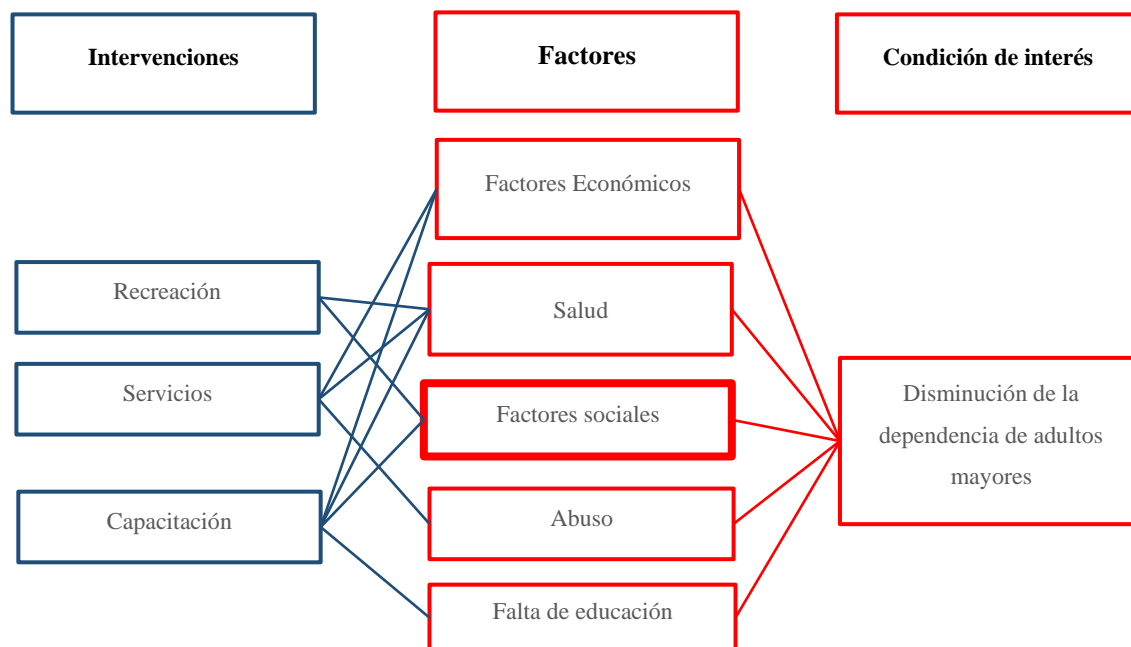 Intervenciones
Factores
Condición de interés
Factores Económicos
Recreación
Salud
Servicios
Factores sociales
Disminución de la
dependencia de adultos
mayores
Capacitación
Abuso
Falta de educación